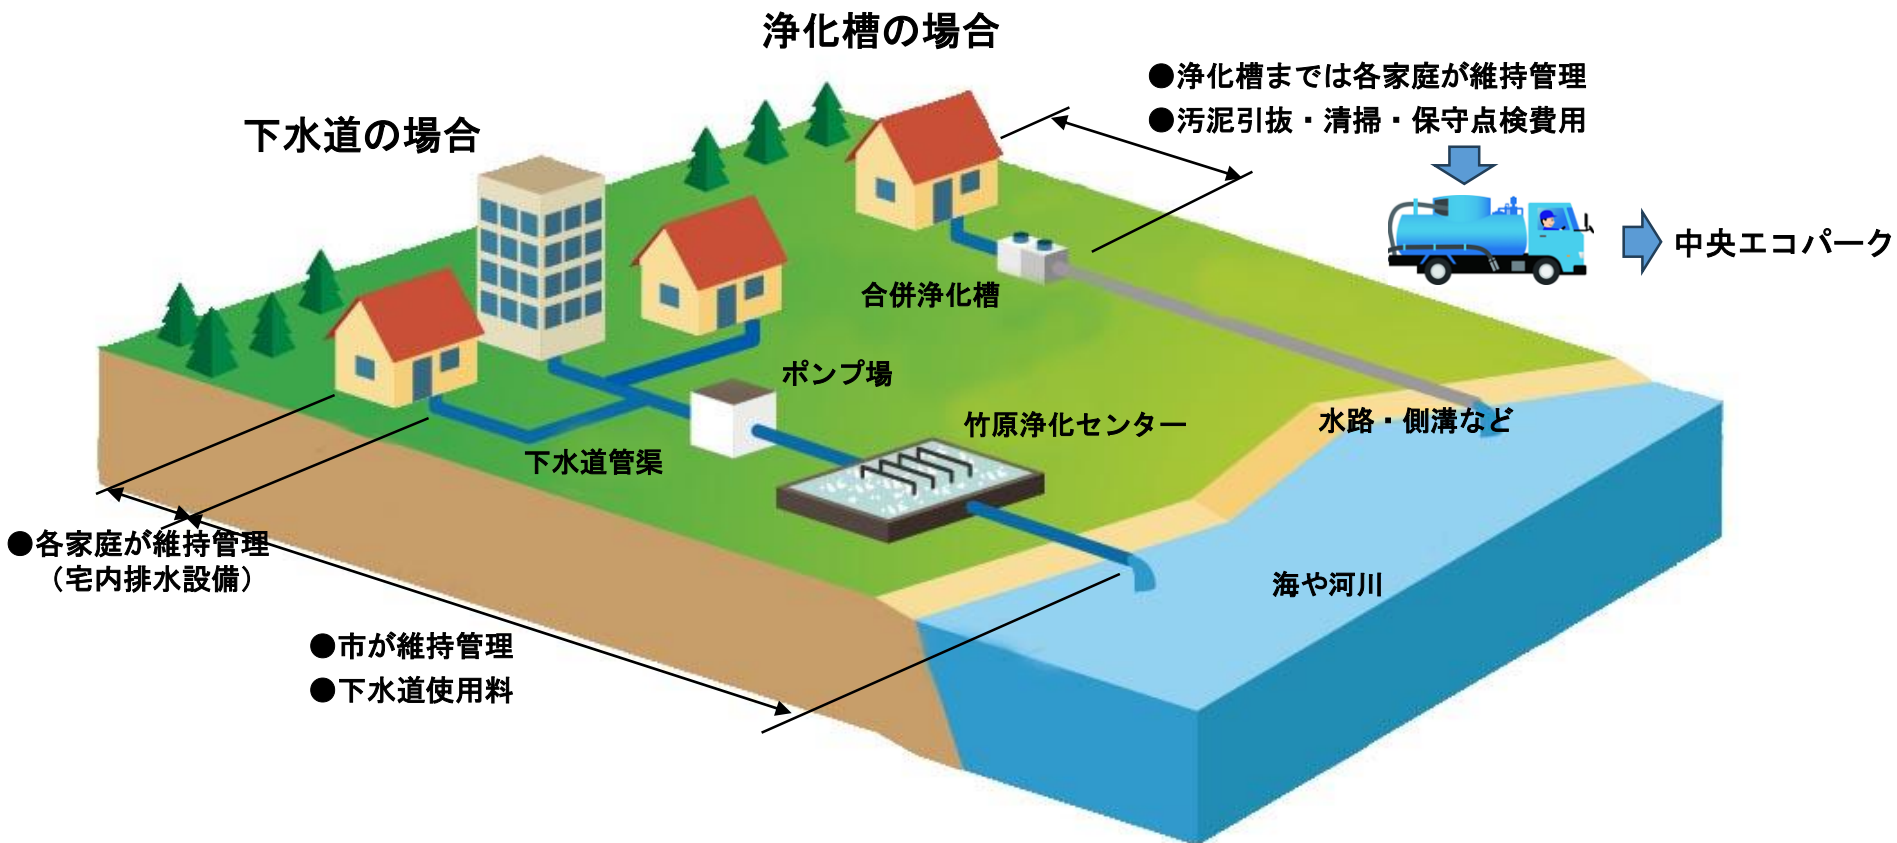 浄化槽の場合
●浄化槽までは各家庭が維持管理
●汚泥引抜・清掃・保守点検費用
下水道の場合
中央エコパーク
合併浄化槽
ポンプ場
竹原浄化センター
水路・側溝など
下水道管渠
●各家庭が維持管理
（宅内排水設備）
海や河川
●市が維持管理
●下水道使用料